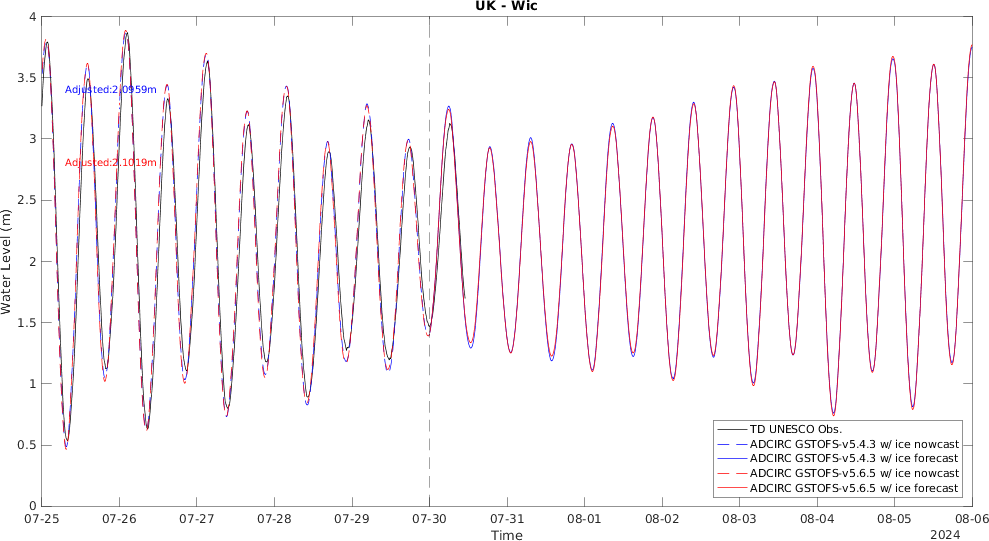 UK - Wic
4
3.5
3
2.5
2
1.5
1
0.5
0
Water Level (m)
Adjusted:2.0959m
Adjusted:2.1019m
TD UNESCO Obs.
ADCIRC GSTOFS-v5.4.3 w/ ice nowcast
ADCIRC GSTOFS-v5.4.3 w/ ice forecast
ADCIRC GSTOFS-v5.6.5 w/ ice nowcast
ADCIRC GSTOFS-v5.6.5 w/ ice forecast
07-25 07-26 07-27 07-28 07-29 07-30 07-31 08-01 08-02 08-03 08-04 08-05 08-06
Time
2024